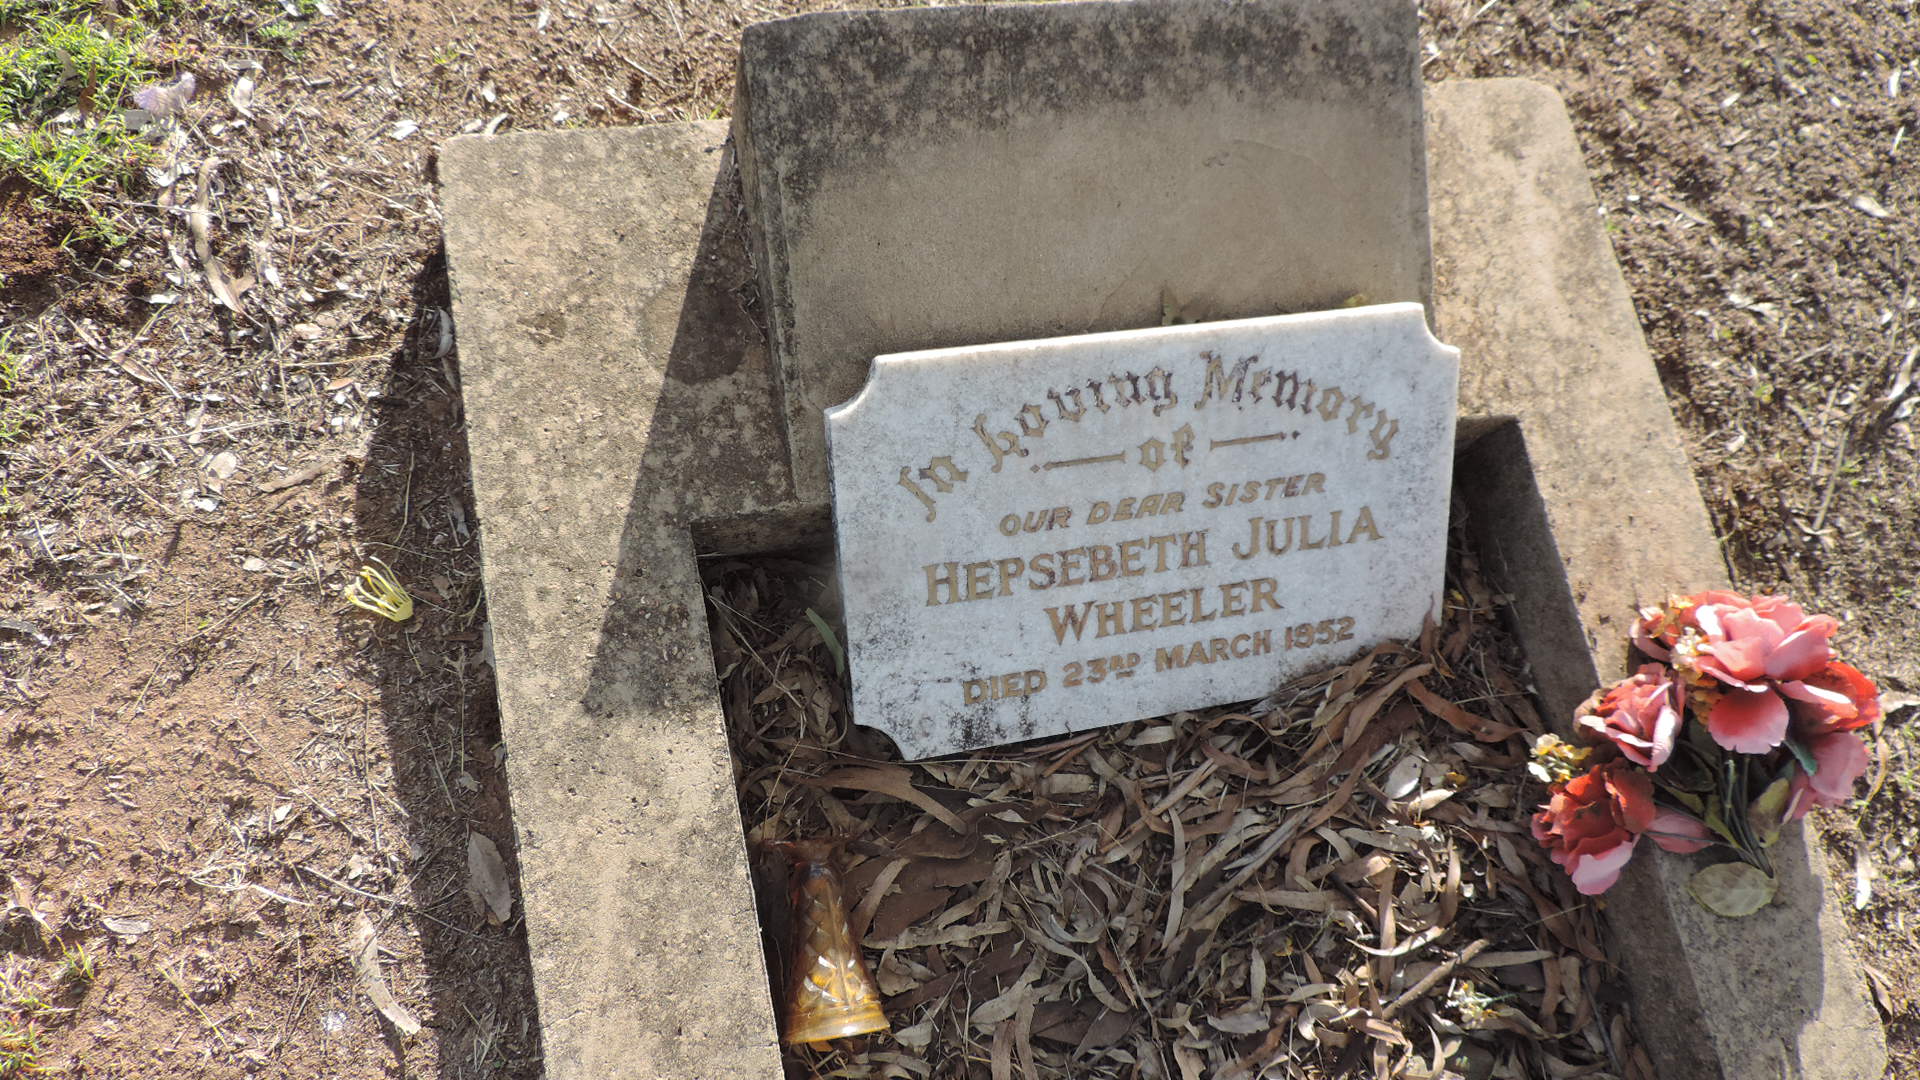 In Loving Memory
of
OUR DEAR SISTER
HEPSEBETH JULIA
WHEELER
DIED 23RD MARCH 1952